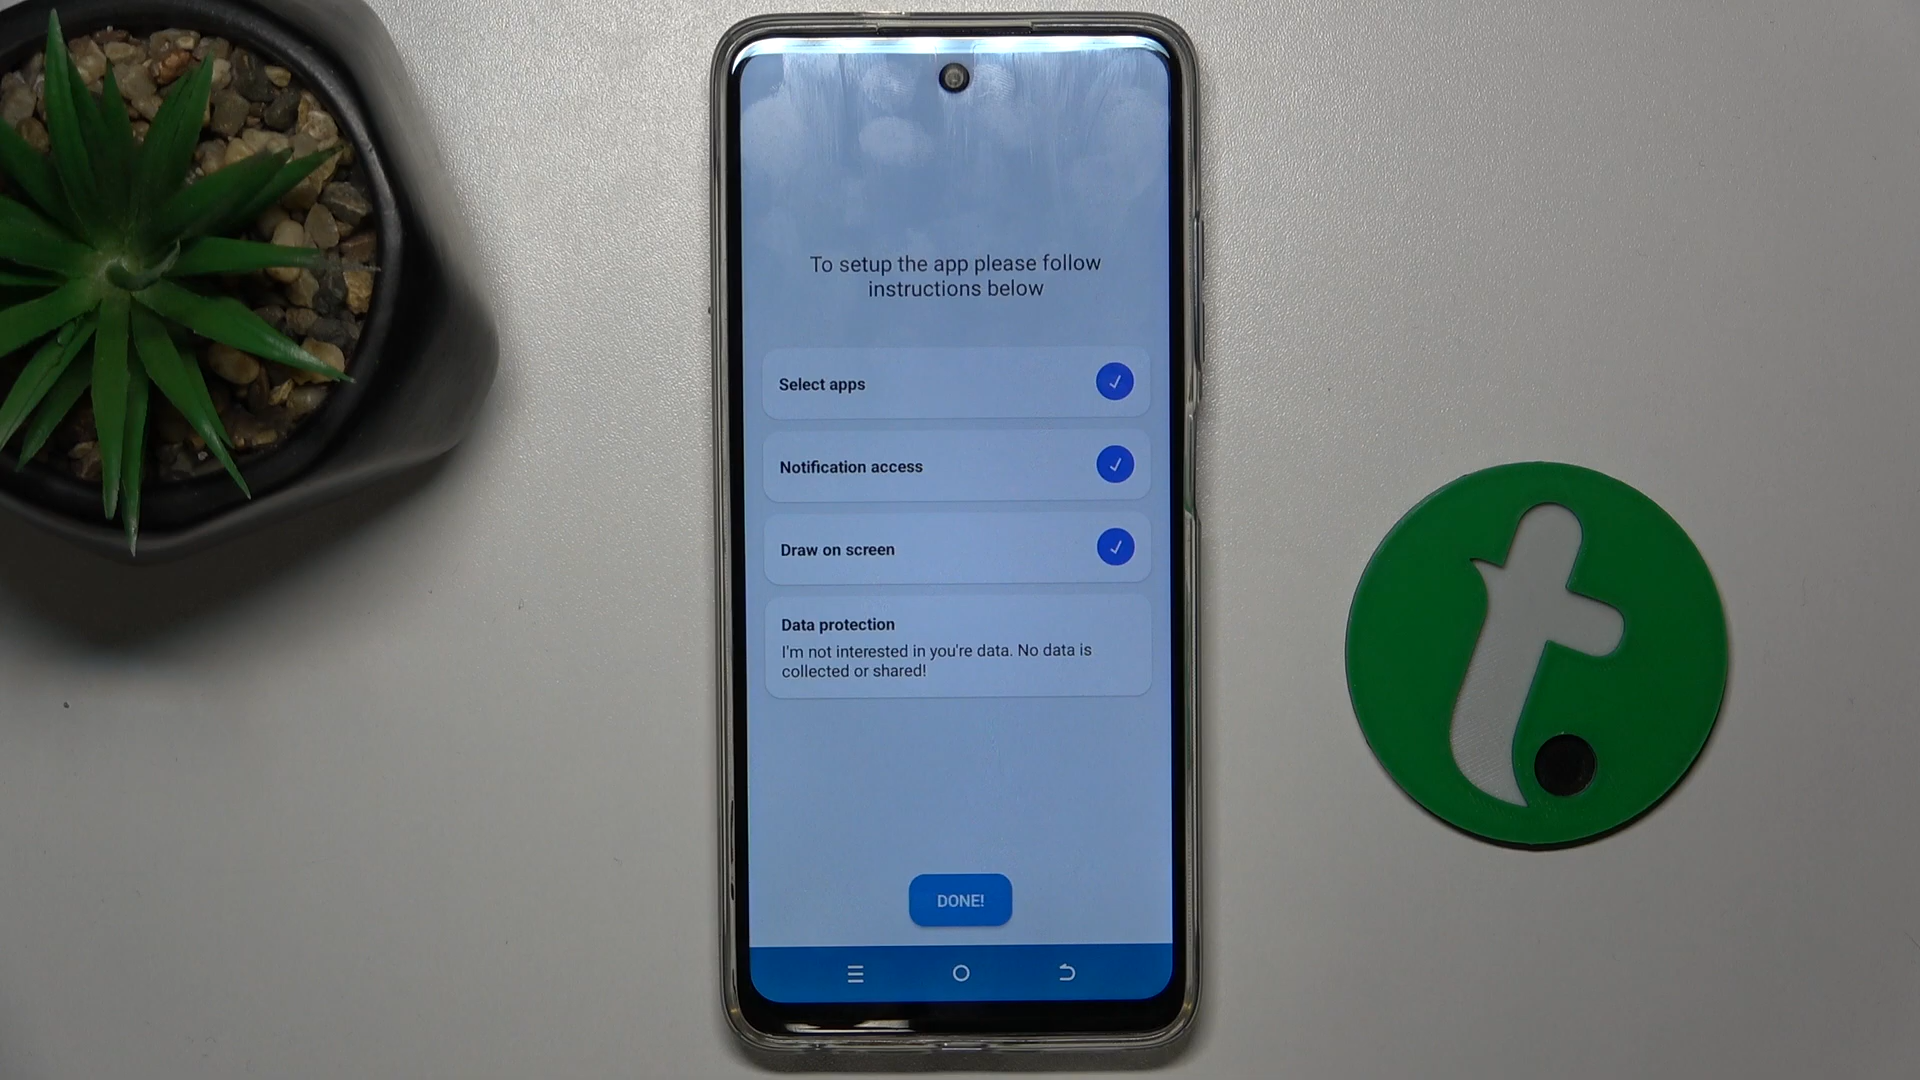 To setup the app please follow
instructions below
Select apps
Notification access
Draw on screen
Data protection
I'm not interested in you're data. No data is
collected or shared!
DONE!